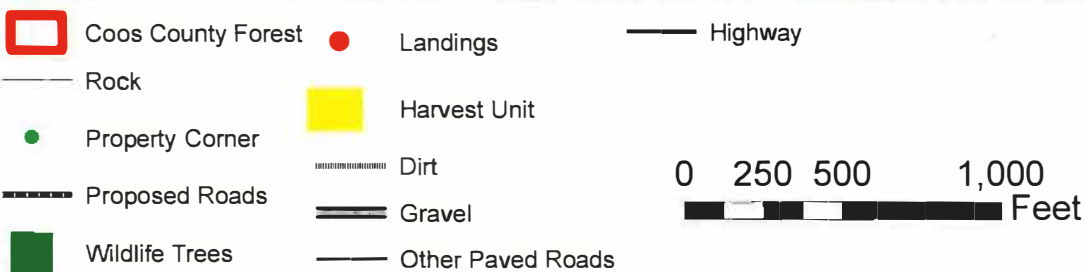 Coos County Forest
Rock
Property Corner
Proposed Roads
Wildlife Trees
Landings
Harvest Unit
Dirt
Gravel
Other Paved Roads
Highway
0 250 500 1,000
Feet